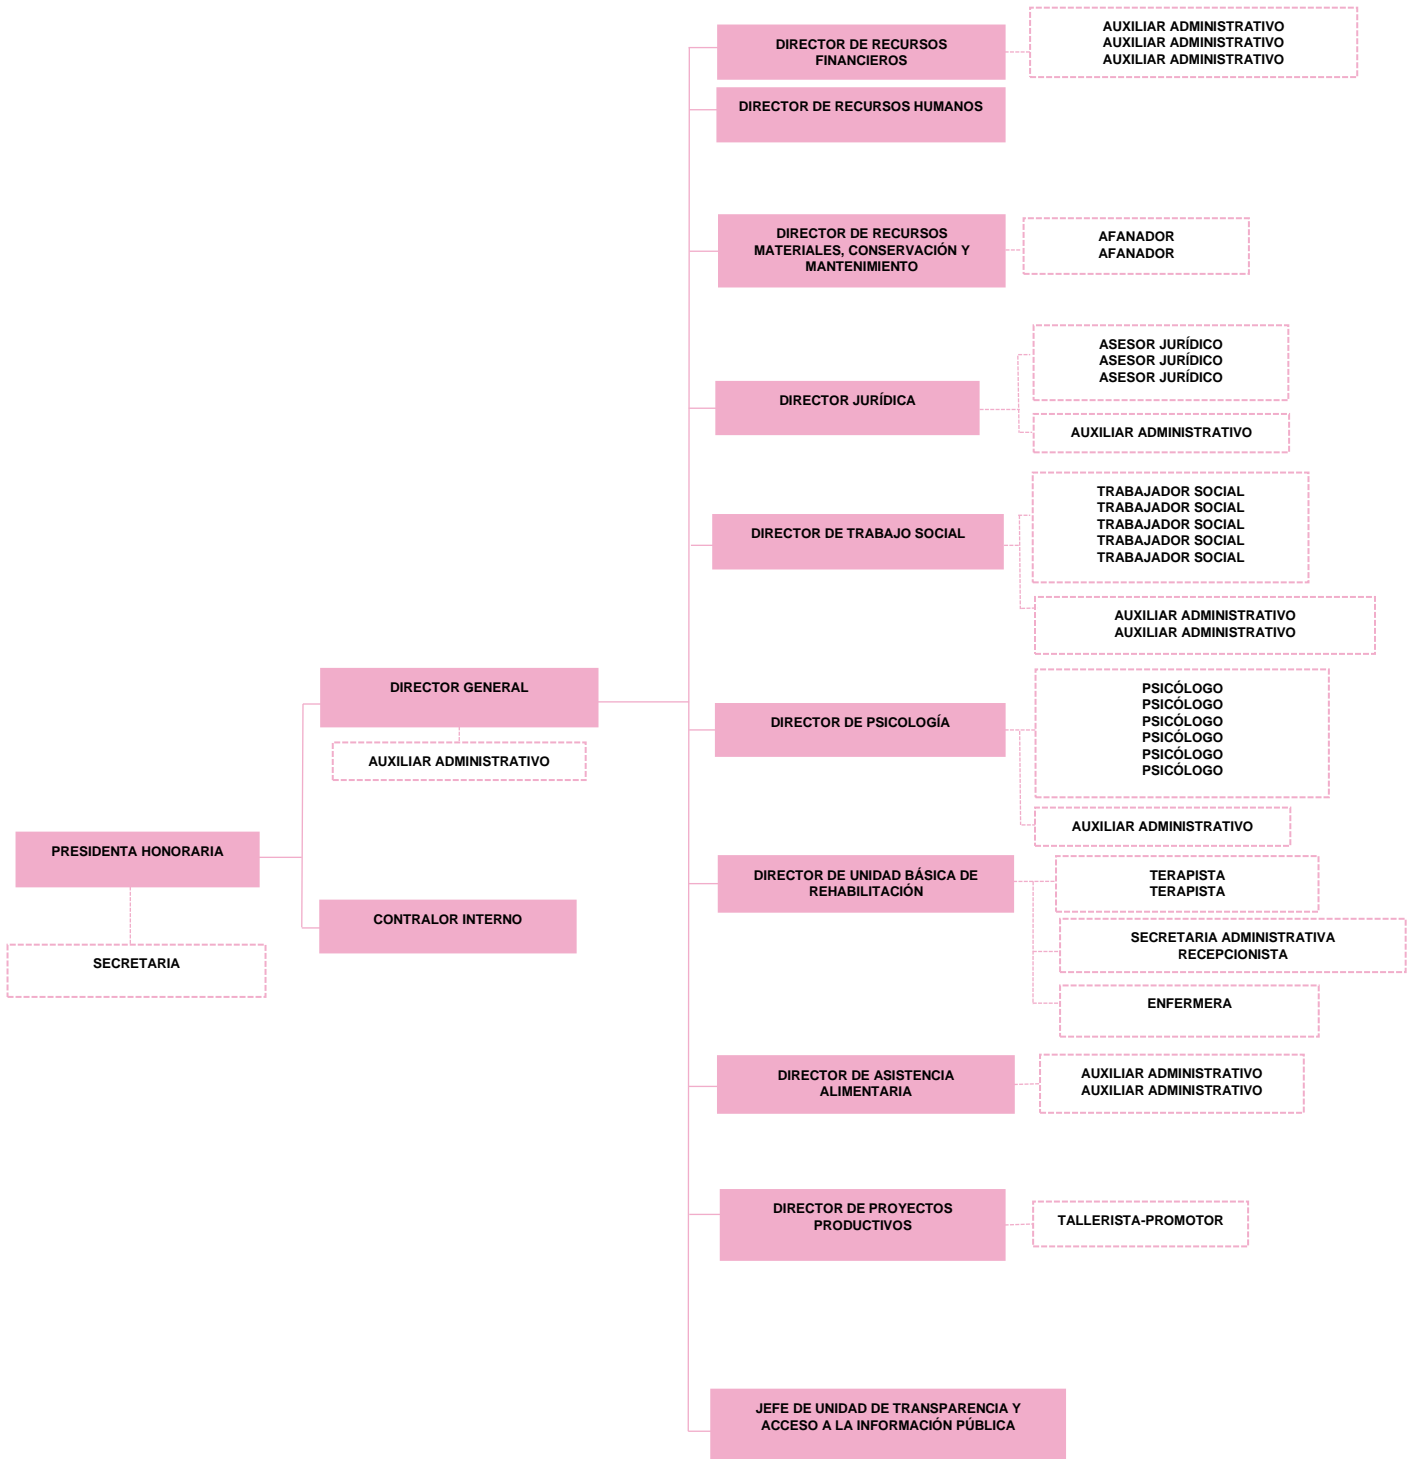 DIRECTOR DE RECURSOS
FINANCIEROS
AUXILIAR ADMINISTRATIVO
AUXILIAR ADMINISTRATIVO
AUXILIAR ADMINISTRATIVO
DIRECTOR DE RECURSOS HUMANOS
DIRECTOR DE RECURSOS
MATERIALES, CONSERVACIÓN Y
MANTENIMIENTO
AFANADOR
AFANADOR
DIRECTOR JURÍDICA
ASESOR JURÍDICO
ASESOR JURÍDICO
ASESOR JURÍDICO
AUXILIAR ADMINISTRATIVO
DIRECTOR DE TRABAJO SOCIAL
TRABAJADOR SOCIAL
TRABAJADOR SOCIAL
TRABAJADOR SOCIAL
TRABAJADOR SOCIAL
TRABAJADOR SOCIAL
AUXILIAR ADMINISTRATIVO
AUXILIAR ADMINISTRATIVO
DIRECTOR GENERAL
AUXILIAR ADMINISTRATIVO
DIRECTOR DE PSICOLOGÍA
PSICÓLOGO
PSICÓLOGO
PSICÓLOGO
PSICÓLOGO
PSICÓLOGO
PSICÓLOGO
AUXILIAR ADMINISTRATIVO
PRESIDENTA HONORARIA
SECRETARIA
CONTRALOR INTERNO
DIRECTOR DE UNIDAD BÁSICA DE
REHABILITACIÓN
TERAPISTA
TERAPISTA
SECRETARIA ADMINISTRATIVA
RECEPCIONISTA
ENFERMERA
DIRECTOR DE ASISTENCIA
ALIMENTARIA
AUXILIAR ADMINISTRATIVO
AUXILIAR ADMINISTRATIVO
DIRECTOR DE PROYECTOS
PRODUCTIVOS
TALLERISTA-PROMOTOR
JEFE DE UNIDAD DE TRANSPARENCIA Y
ACCESO A LA INFORMACIÓN PÚBLICA